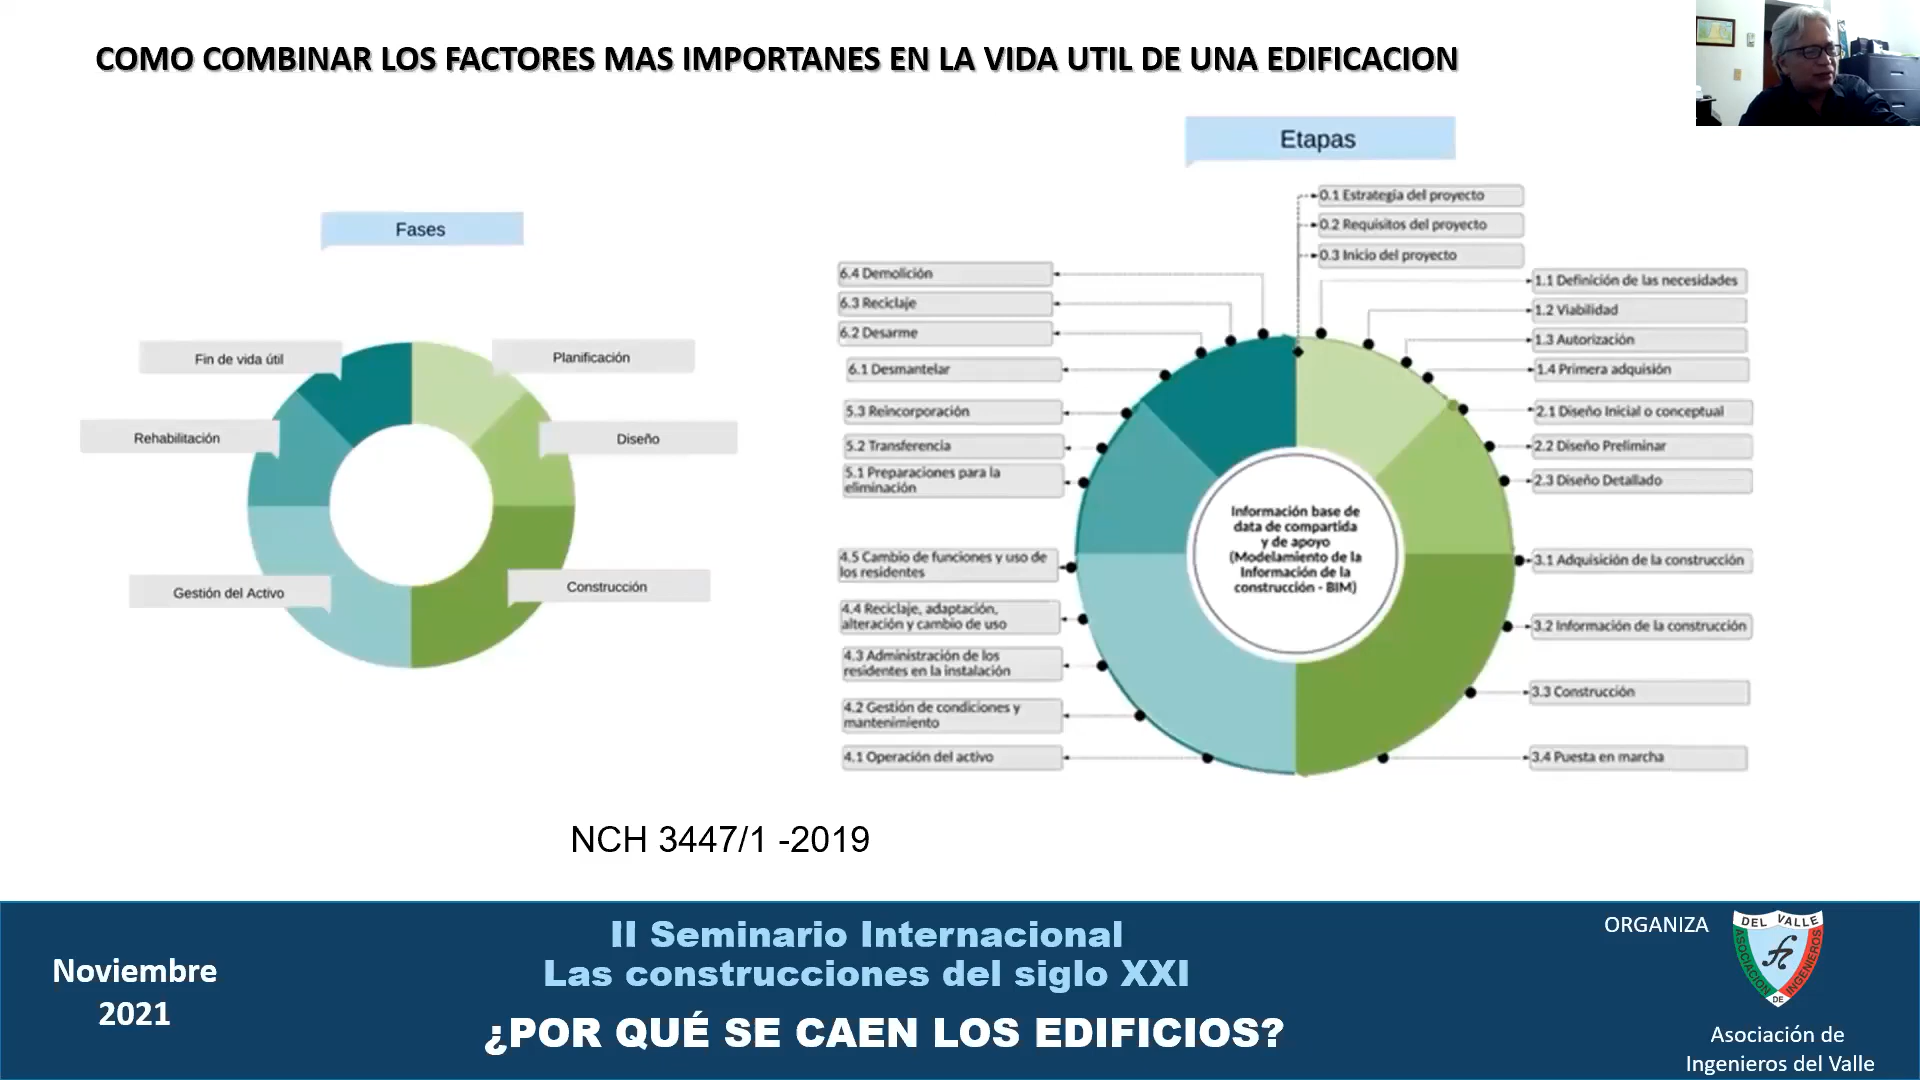 COMO COMBINAR LOS FACTORES MAS IMPORTANES EN LA VIDA UTIL DE UNA EDIFICACION
Fases
Planificación
Diseño
Construcción
Gestión del Activo
Rehabilitación
Fin de vida útil
Etapas
0.1 Estrategia del proyecto
0.2 Requisitos del proyecto
0.3 Inicio del proyecto
1.1 Definición de las necesidades
1.2 Viabilidad
1.3 Autorización
1.4 Primera adquisión
2.1 Diseño Inicial o conceptual
2.2 Diseño Preliminar
2.3 Diseño Detallado
3.1 Adquisición de la construcción
3.2 Información de la construcción
3.3 Construcción
3.4 Puesta en marcha
4.1 Operación del activo
4.2 Gestión de condiciones y
mantenimiento
4.3 Administración de los
residentes en la instalación
4.4 Reciclaje, adaptación,
alteración y cambio de uso
4.5 Cambio de funciones y uso de
los residentes
5.1 Preparaciones para la
eliminación
5.2 Transferencia
5.3 Reincorporación
6.1 Desmantelar
6.2 Desarme
6.3 Reciclaje
6.4 Demolición
Información base de
data de compartida
y de apoyo
(Modelamiento de la
Información de la
construcción - BIM)
NCH 3447/1 -2019
Noviembre
2021
II Seminario Internacional
Las construcciones del siglo XXI
¿POR QUÉ SE CAEN LOS EDIFICIOS?
ORGANIZA
DEL VALLE
ASOCIACION
DE
INGENIEROS
Asociación de
Ingenieros del Valle